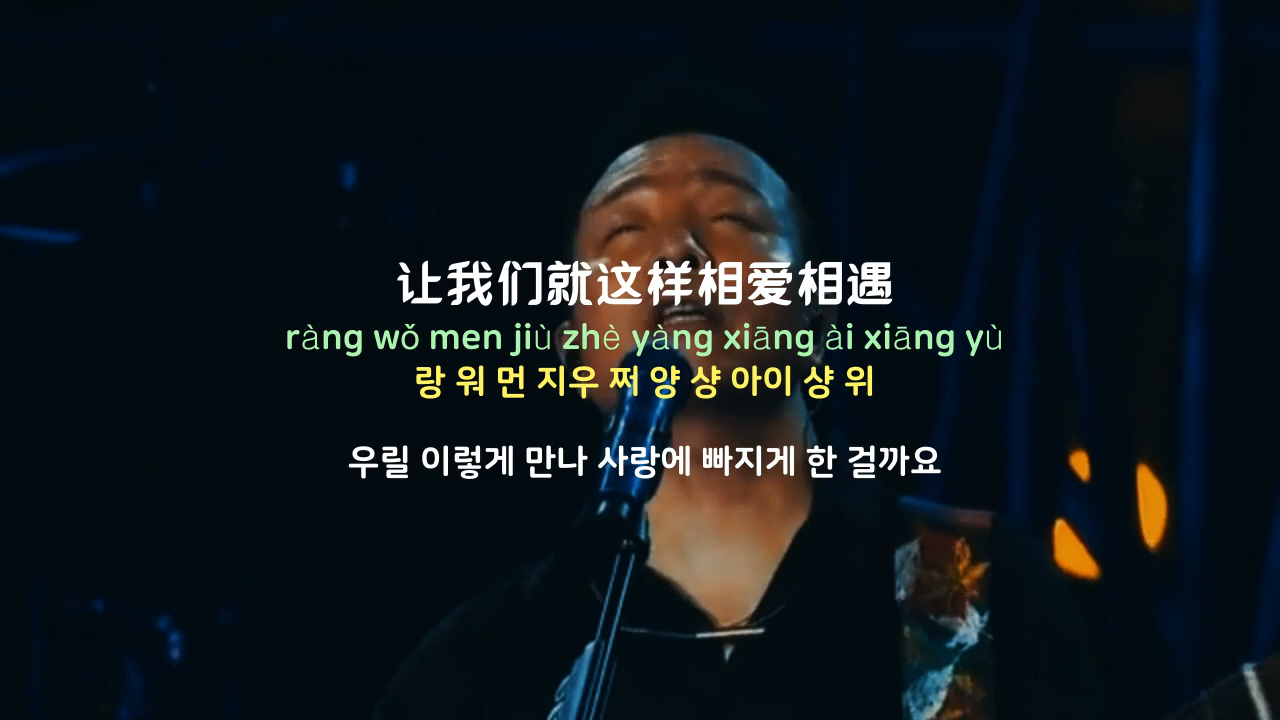 让我们就这样相爱相遇
ràng wǒ men jiù zhè yàng xiāng ài xiāng yù
랑 워 먼 지우 쩌 양 샹 아이 샹 위
우릴 이렇게 만나 사랑에 빠지게 한 걸까요